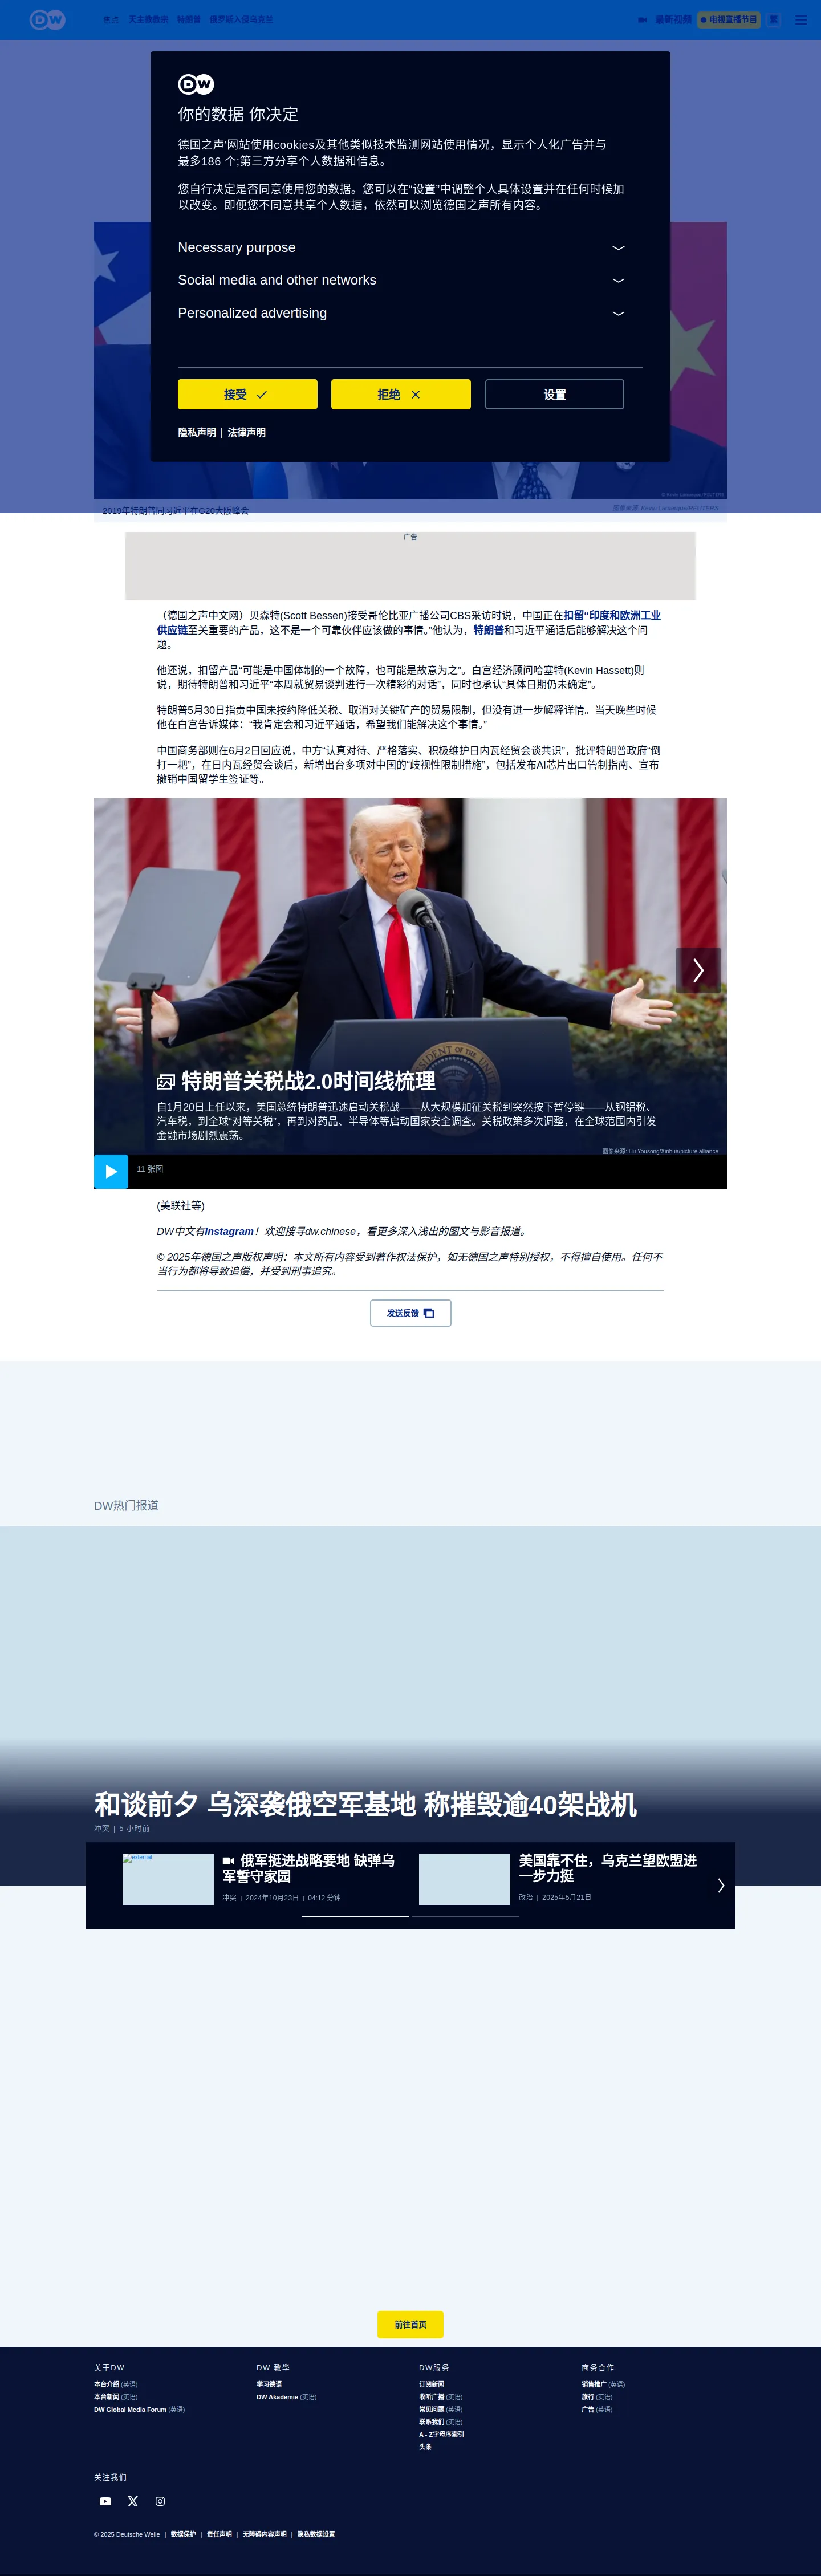 DW
焦点 天主教教宗 特朗普 俄罗斯入侵乌克兰 最新视频 电视直播节目 繁
DW
你的数据 你决定
德国之声'网站使用cookies及其他类似技术监测网站使用情况，显示个人化广告并与
最多186 个;第三方分享个人数据和信息。
您自行决定是否同意使用您的数据。您可以在“设置”中调整个人具体设置并在任何时候加
以改变。即便您不同意共享个人数据，依然可以浏览德国之声所有内容。
Necessary purpose
Social media and other networks
Personalized advertising
接受 拒绝 设置
隐私声明 | 法律声明
© Kevin Lamarque REUTERS
2019年特朗普同习近平在G20大阪峰会 图像来源: Kevin Lamarque/REUTERS
广告
（德国之声中文网）贝森特(Scott Bessen)接受哥伦比亚广播公司CBS采访时说，中国正在扣留“印度和欧洲工业
供应链至关重要的产品，这不是一个可靠伙伴应该做的事情。”他认为，特朗普和习近平通话后能够解决这个问
题。
他还说，扣留产品“可能是中国体制的一个故障，也可能是故意为之”。白宫经济顾问哈塞特(Kevin Hassett)则
说，期待特朗普和习近平“本周就贸易谈判进行一次精彩的对话”，同时也承认“具体日期仍未确定”。
特朗普5月30日指责中国未按约降低关税、取消对关键矿产的贸易限制，但没有进一步解释详情。当天晚些时候
他在白宫告诉媒体：“我肯定会和习近平通话，希望我们能解决这个事情。”
中国商务部则在6月2日回应说，中方“认真对待、严格落实、积极维护日内瓦经贸会谈共识”，批评特朗普政府“倒
打一耙”，在日内瓦经贸会谈后，新增出台多项对中国的“歧视性限制措施”，包括发布AI芯片出口管制指南、宣布
撤销中国留学生签证等。
特朗普关税战2.0时间线梳理
自1月20日上任以来，美国总统特朗普迅速启动关税战——从大规模加征关税到突然按下暂停键——从钢铝税、
汽车税，到全球“对等关税”，再到对药品、半导体等启动国家安全调查。关税政策多次调整，在全球范围内引发
金融市场剧烈震荡。
图像来源: Hu Yousong/Xinhua/picture alliance
11 张图
(美联社等)
DW中文有Instagram！欢迎搜寻dw.chinese，看更多深入浅出的图文与影音报道。
© 2025年德国之声版权声明：本文所有内容受到著作权法保护，如无德国之声特别授权，不得擅自使用。任何不
当行为都将导致追偿，并受到刑事追究。
发送反馈
DW热门报道
和谈前夕 乌深袭俄空军基地 称摧毁逾40架战机
冲突 | 5 小时前
external
俄军挺进战略要地 缺弹乌
军誓守家园
冲突 | 2024年10月23日 | 04:12 分钟
美国靠不住，乌克兰望欧盟进
一步力挺
政治 | 2025年5月21日
前往首页
关于DW
本台介绍 (英语)
本台新闻 (英语)
DW Global Media Forum (英语)
DW 教學
学习德语
DW Akademie (英语)
DW服务
订阅新闻
收听广播 (英语)
常见问题 (英语)
联系我们 (英语)
A - Z字母序索引
头条
商务合作
销售推广 (英语)
旅行 (英语)
广告 (英语)
关注我们
© 2025 Deutsche Welle | 数据保护 | 责任声明 | 无障碍内容声明 | 隐私数据设置